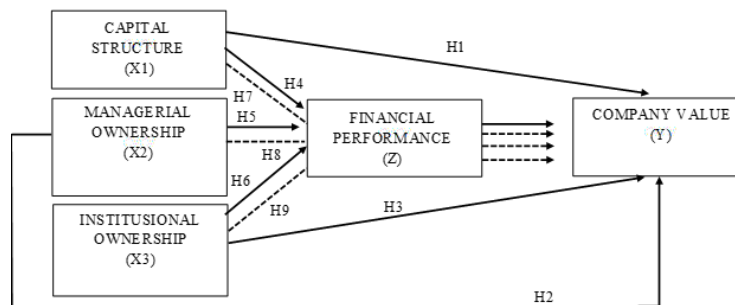 CAPITAL
STRUCTURE
(X1)
H1
H4
H7
MANAGERIAL
OWNERSHIP
(X2)
H5
FINANCIAL
PERFORMANCE
(Z)
COMPANY VALUE
(Y)
H8
H6
H9
H3
INSTITUSIONAL
OWNERSHIP
(X3)
H2